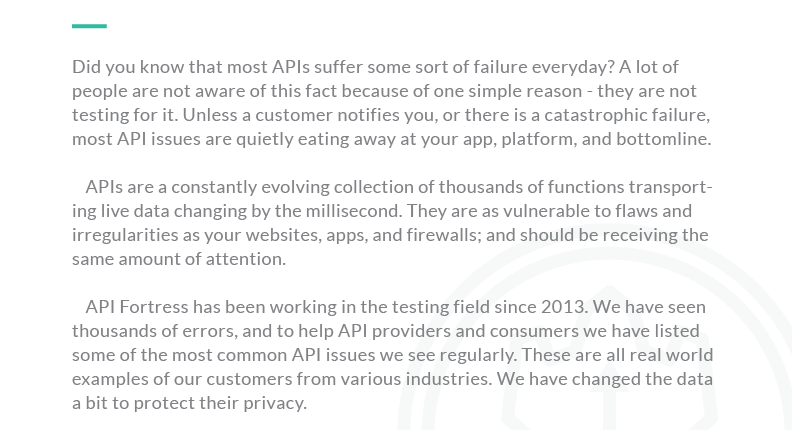 Did you know that most APIs suffer some sort of failure everyday? A lot of
people are not aware of this fact because of one simple reason - they are not
testing for it. Unless a customer notifies you, or there is a catastrophic failure,
most API issues are quietly eating away at your app, platform, and bottomline.
APIs are a constantly evolving collection of thousands of functions transport-
ing live data changing by the millisecond. They are as vulnerable to flaws and
irregularities as your websites, apps, and firewalls; and should be receiving the
same amount of attention.
API Fortress has been working in the testing field since 2013. We have seen
thousands of errors, and to help API providers and consumers we have listed
some of the most common API issues we see regularly. These are all real world
examples of our customers from various industries. We have changed the data
a bit to protect their privacy.